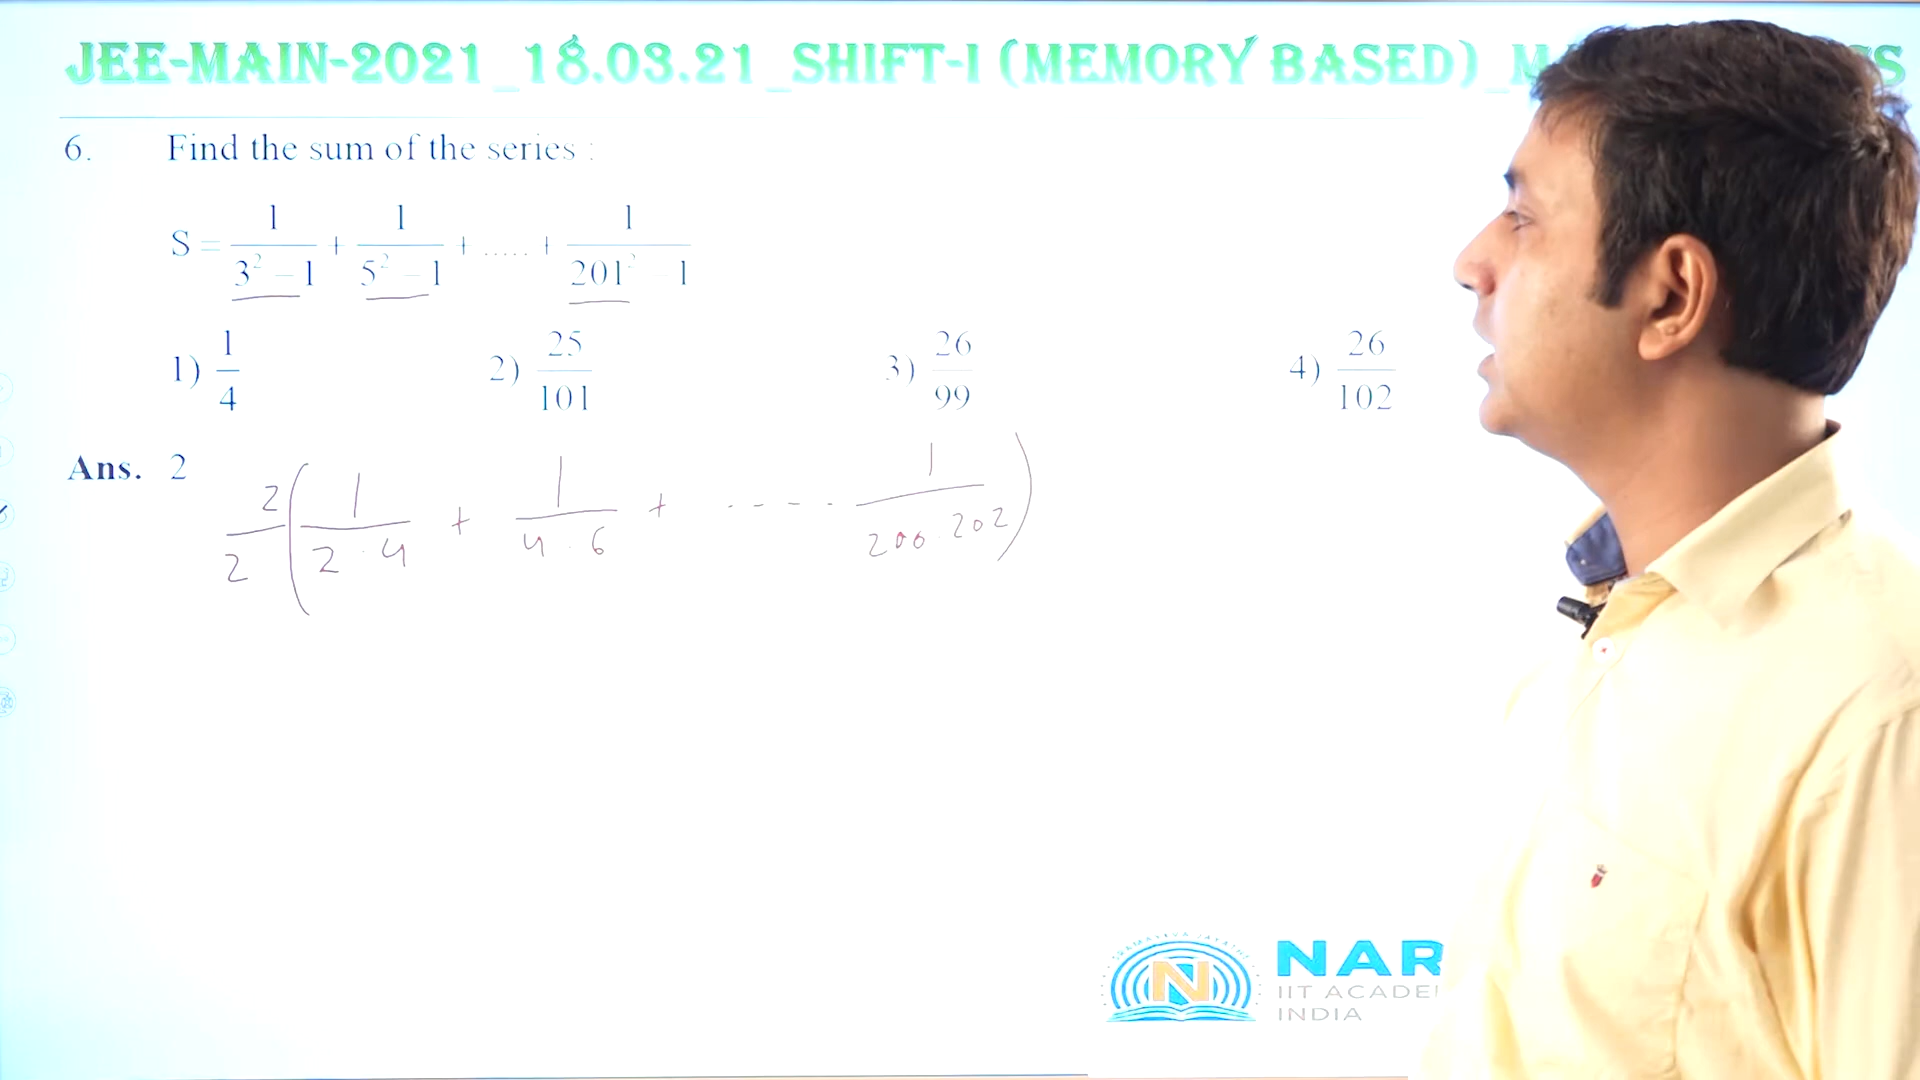 JEE-MAIN-2021_18.03.21_SHIFT-I (MEMORY BASED)_M S
6. Find the sum of the series :
S = 1/(3² – 1) + 1/(5² – 1) + ..... + 1/(201² – 1)
1) 1/4 2) 25/101 3) 26/99 4) 26/102
Ans. 2
2/2 ( 1/(2 · 4) + 1/(4 · 6) + - - - - · 1/(200 · 202) )
N NAR
IIT ACADE
INDIA